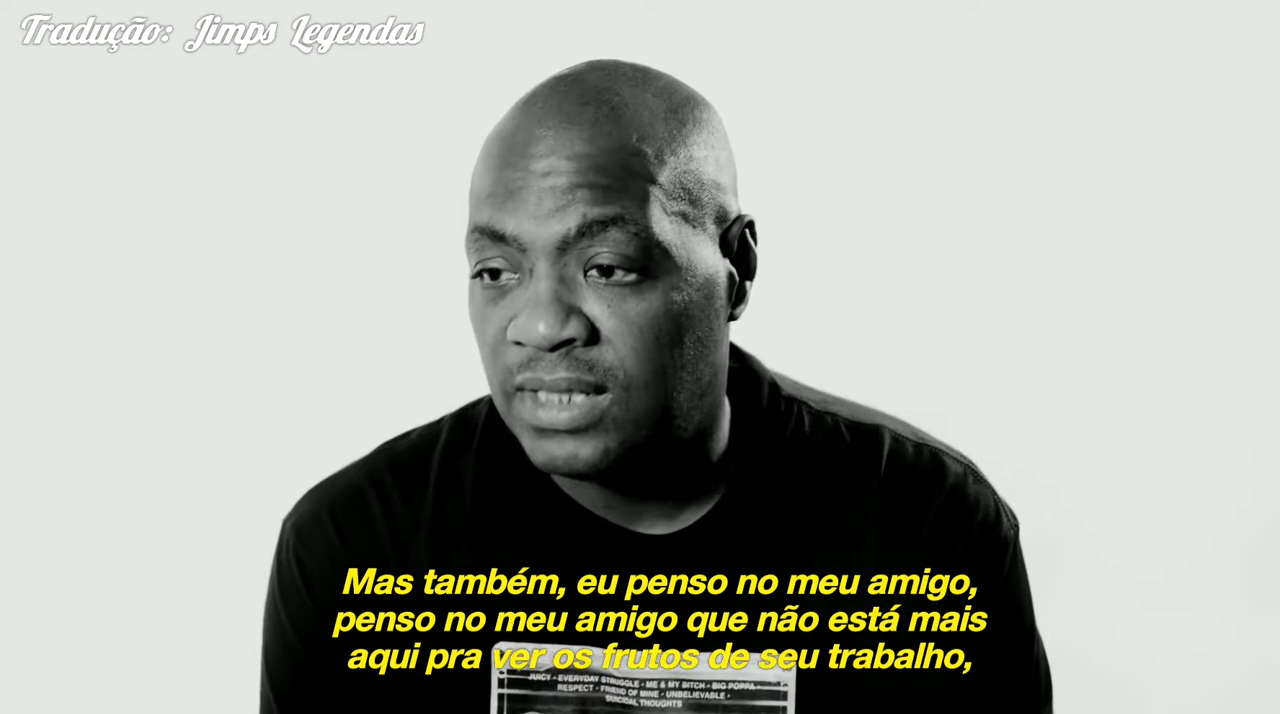 Tradução: Jimps Legendas
Mas também, eu penso no meu amigo,
penso no meu amigo que não está mais
aqui pra ver os frutos de seu trabalho,
JUICY - EVERYDAY STRUGGLE - ME & MY BITCH - BIG POPPA -
RESPECT - FRIEND OF MINE - UNBELIEVABLE -
SUICIDAL THOUGHTS